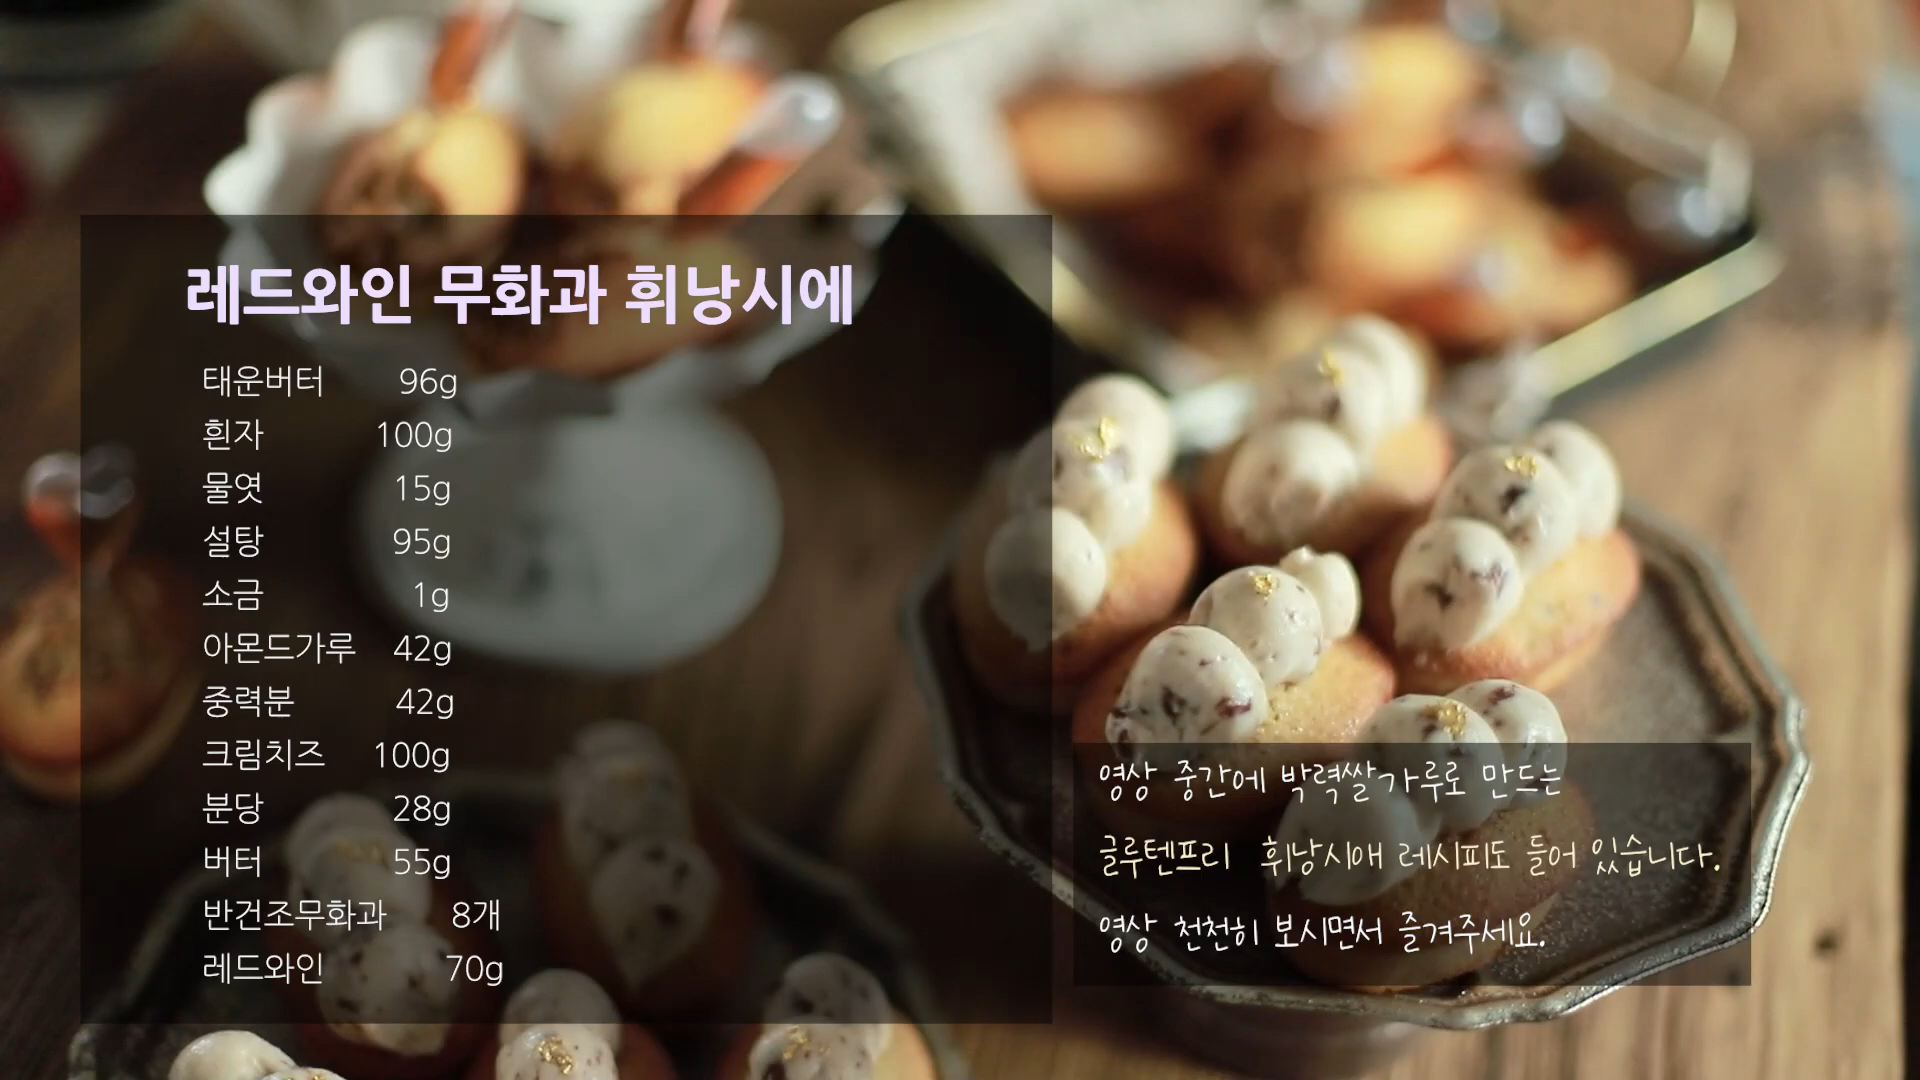 레드와인 무화과 휘낭시에
태운버터 96g
흰자 100g
물엿 15g
설탕 95g
소금 1g
아몬드가루 42g
중력분 42g
크림치즈 100g
분당 28g
버터 55g
반건조무화과 8개
레드와인 70g
영상 중간에 박력쌀가루로 만드는
글루텐프리 휘낭시애 레시피도 들어 있습니다.
영상 천천히 보시면서 즐겨주세요.